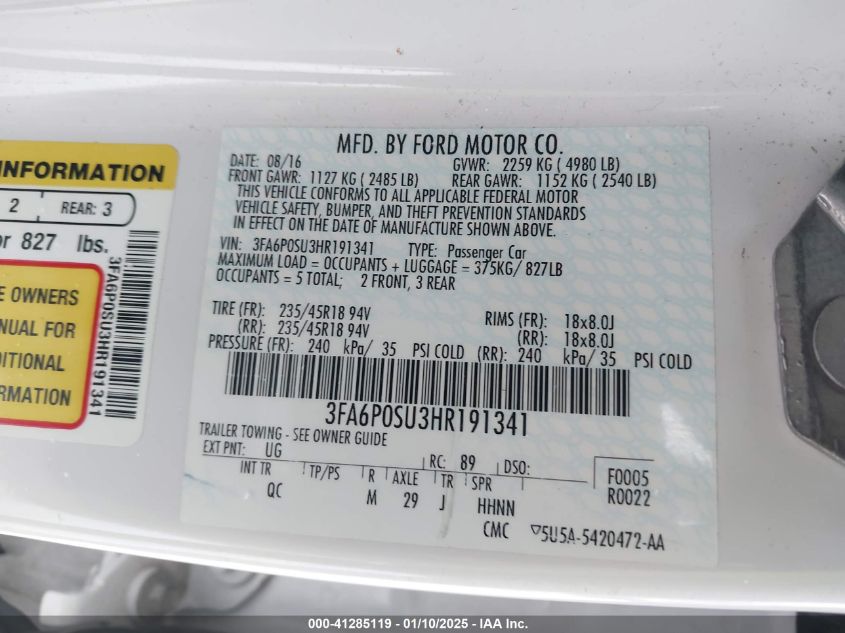 INFORMATION
2 REAR: 3
or 827 lbs.
E OWNERS
NUAL FOR
DITIONAL
ORMATION
3FA6P0SU3HR191341
MFD. BY FORD MOTOR CO.
DATE: 08/16 GVWR: 2259 KG ( 4980 LB)
FRONT GAWR: 1127 KG ( 2485 LB) REAR GAWR: 1152 KG ( 2540 LB)
THIS VEHICLE CONFORMS TO ALL APPLICABLE FEDERAL MOTOR
VEHICLE SAFETY, BUMPER, AND THEFT PREVENTION STANDARDS
IN EFFECT ON THE DATE OF MANUFACTURE SHOWN ABOVE.
VIN: 3FA6P0SU3HR191341 TYPE: Passenger Car
MAXIMUM LOAD = OCCUPANTS + LUGGAGE = 375KG/ 827LB
OCCUPANTS = 5 TOTAL; 2 FRONT, 3 REAR
TIRE (FR): 235/45R18 94V RIMS (FR): 18x8.0J
(RR): 235/45R18 94V (RR): 18x8.0J
PRESSURE (FR): 240 kPa/ 35 PSI COLD (RR): 240 kPa/ 35 PSI COLD
3FA6P0SU3HR191341
TRAILER TOWING - SEE OWNER GUIDE
EXT PNT: UG RC: 89 DSO: F0005
INT TR TP/PS R AXLE TR SPR R0022
QC M 29 J HHNN
CMC ▽5U5A-5420472-AA
000-41285119 - 01/10/2025 - IAA Inc.